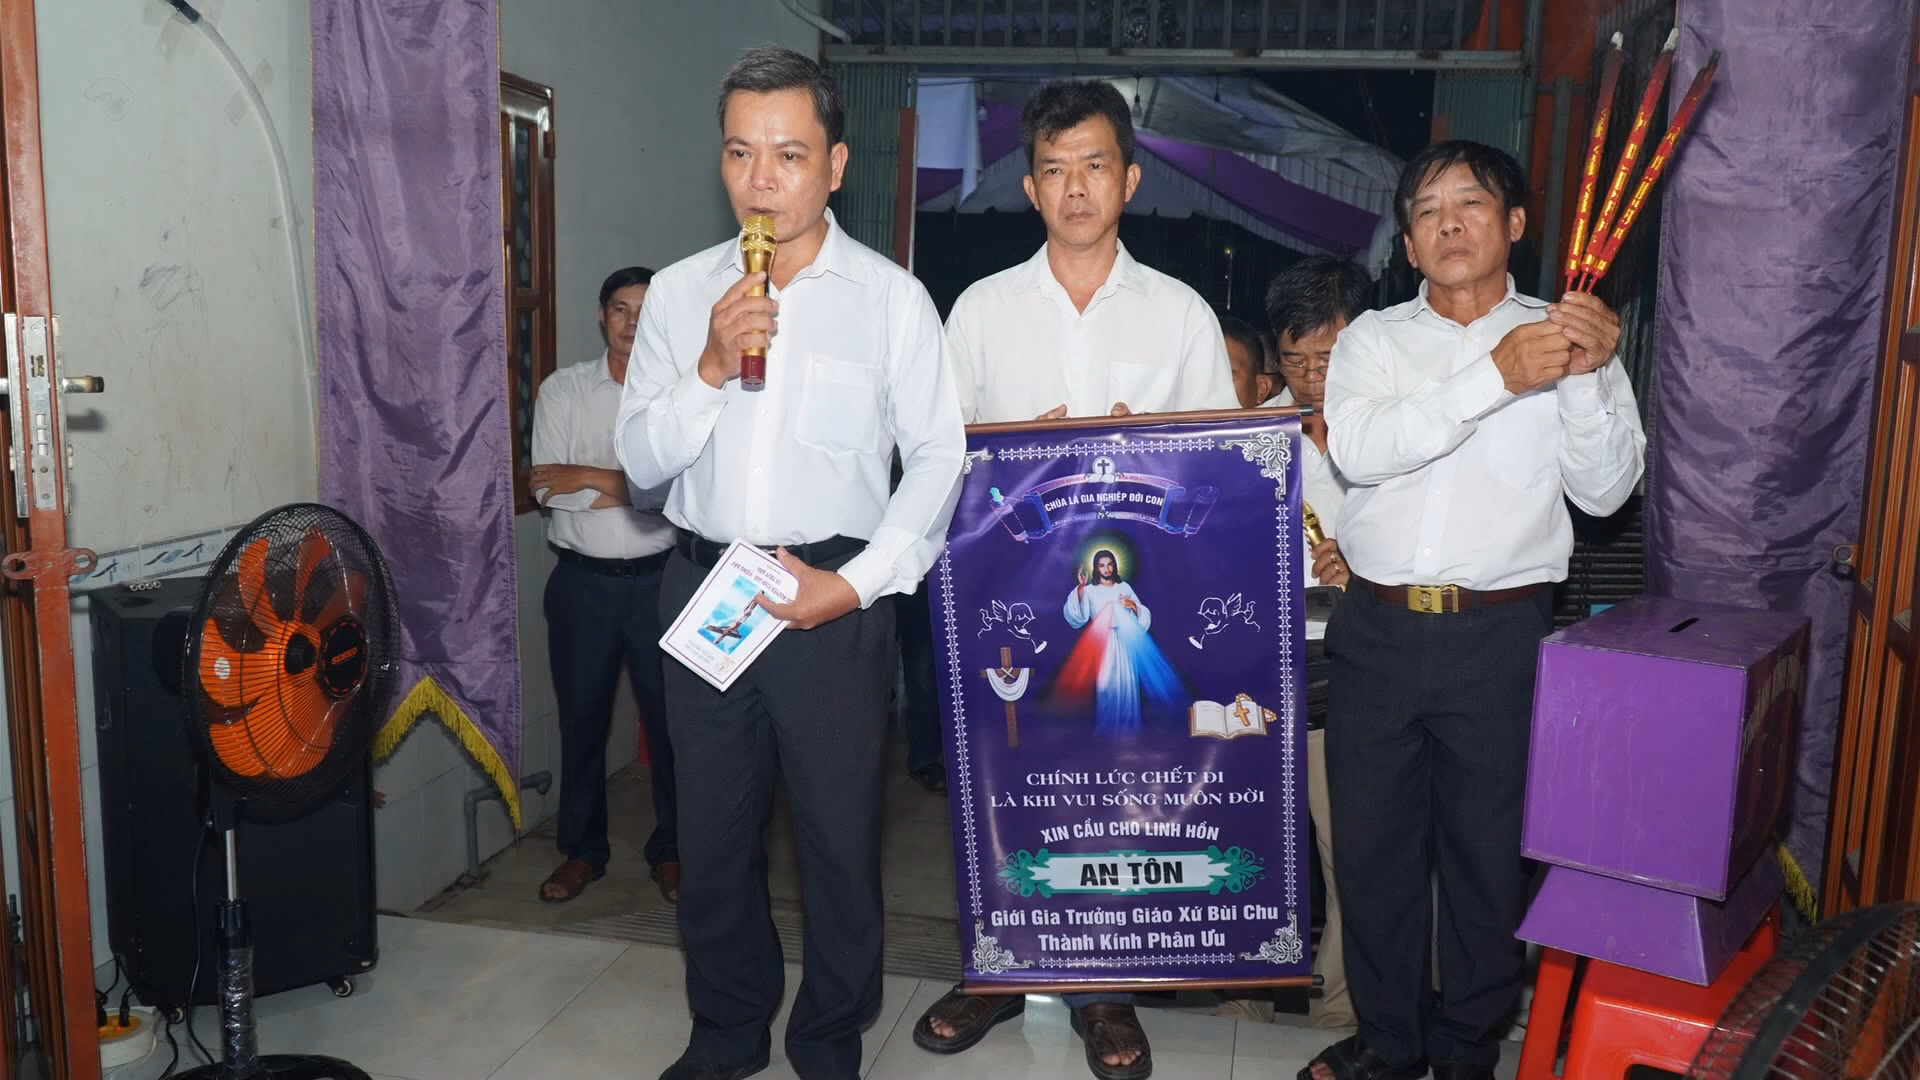 CHÚA LÀ GIA NGHIỆP ĐỜI CON
CHÍNH LÚC CHẾT ĐI
LÀ KHI VUI SỐNG MUÔN ĐỜI
XIN CẦU CHO LINH HỒN
AN TÔN
Giới Gia Trưởng Giáo Xứ Bùi Chu
Thành Kính Phân Ưu
SENKO